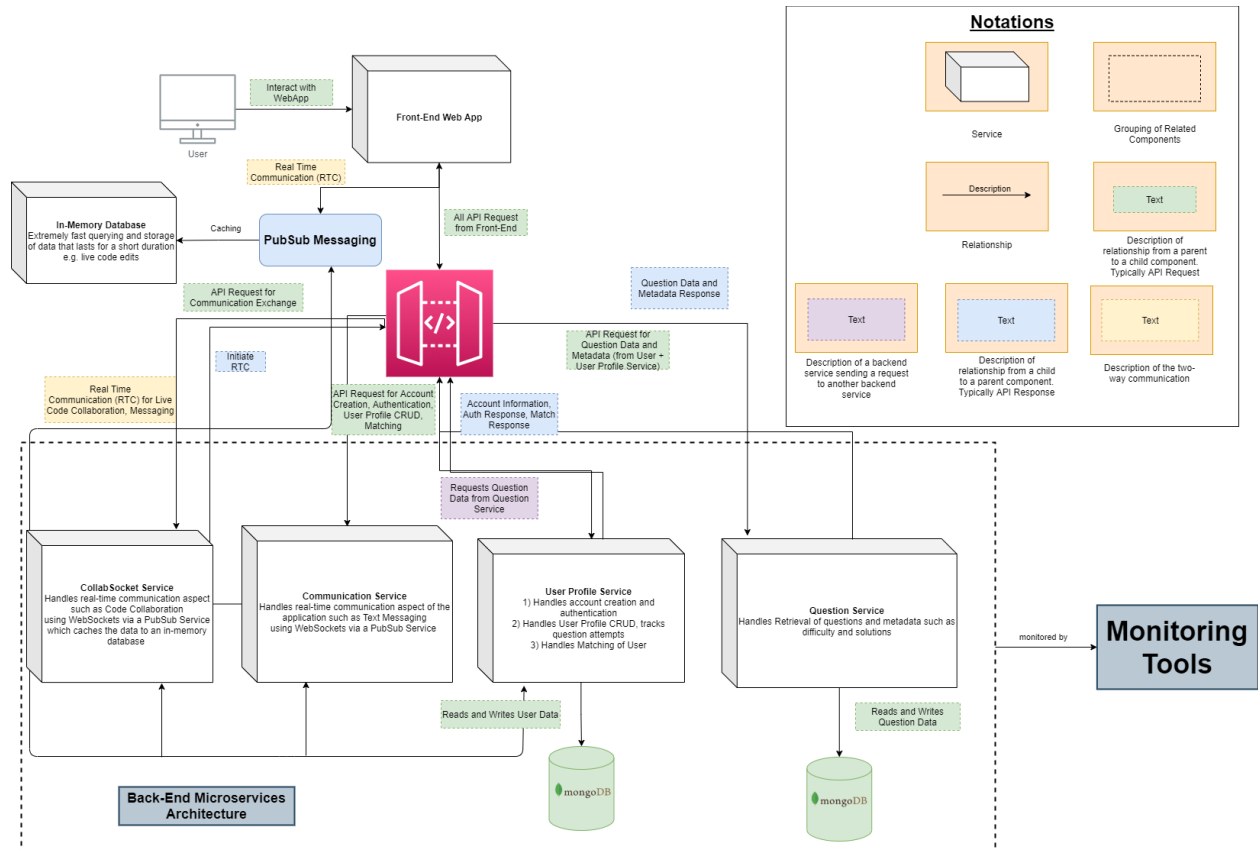 Notations
Interact with
WebApp
Front-End Web App
User
Service
Grouping of Related
Components
Real Time
Communication (RTC)
In-Memory Database
Extremely fast querying and storage
of data that lasts for a short duration
e.g. live code edits
Caching
PubSub Messaging
All API Request
from Front-End
Description
Relationship
Text
Description of
relationship from a parent
to a child component.
Typically API Request
API Request for
Communication Exchange
Question Data and
Metadata Response
Text
Description of a backend
service sending a request
to another backend
service
Text
Description of
relationship from a child
to a parent component.
Typically API Response
Text
Description of the two-
way communication
Initiate
RTC
API Request for
Question Data and
Metadata (from User +
User Profile Service)
Real Time
Communication (RTC) for Live
Code Collaboration, Messaging
API Request for Account
Creation, Authentication,
User Profile CRUD,
Matching
Account Information,
Auth Response, Match
Response
Requests Question
Data from Question
Service
CollabSocket Service
Handles real-time communication aspect
such as Code Collaboration
using WebSockets via a PubSub Service
which caches the data to an in-memory
database
Communication Service
Handles real-time communication aspect of the
application such as Text Messaging
using WebSockets via a PubSub Service
User Profile Service
1) Handles account creation and
authentication
2) Handles User Profile CRUD, tracks
question attempts
3) Handles Matching of User
Question Service
Handles Retrieval of questions and metadata such as
difficulty and solutions
monitored by
Monitoring
Tools
Reads and Writes User Data
Reads and Writes
Question Data
mongoDB
mongoDB
Back-End Microservices
Architecture